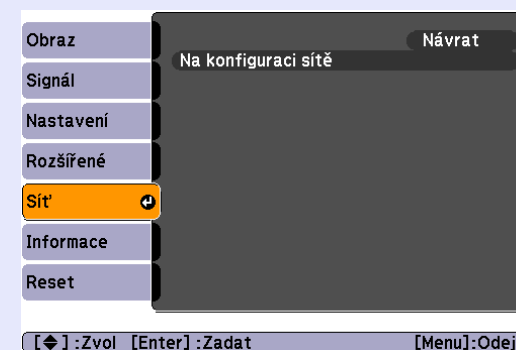 Obraz
Signál
Nastavení
Rozšířené
Síť
Informace
Reset
Návrat
Na konfiguraci sítě
[◆] :Zvol [Enter] :Zadat [Menu]:Odej